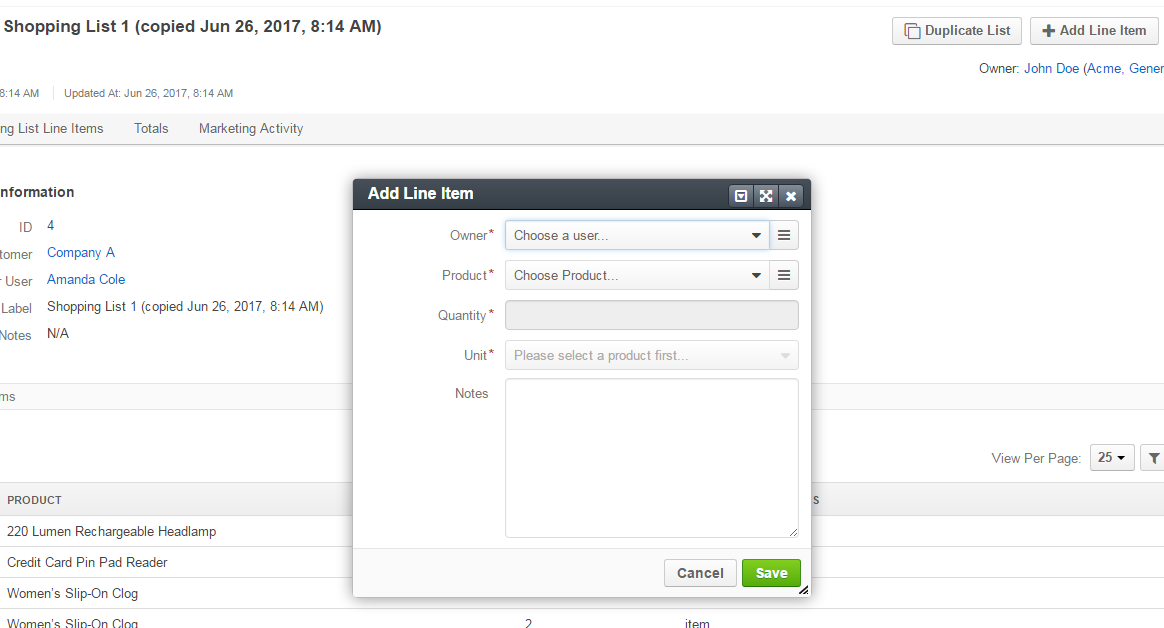 Shopping List 1 (copied Jun 26, 2017, 8:14 AM)
Duplicate List
Add Line Item
Owner: John Doe (Acme, Gener
8:14 AM
Updated At: Jun 26, 2017, 8:14 AM
ng List Line Items
Totals
Marketing Activity
nformation
ID 4
tomer Company A
r User Amanda Cole
Label Shopping List 1 (copied Jun 26, 2017, 8:14 AM)
Notes N/A
Add Line Item
Owner* Choose a user...
Product* Choose Product...
Quantity*
Unit* Please select a product first...
Notes
Cancel
Save
ms
View Per Page: 25
PRODUCT
S
220 Lumen Rechargeable Headlamp
Credit Card Pin Pad Reader
Women's Slip-On Clog
Women's Slip-On Clog 2 item